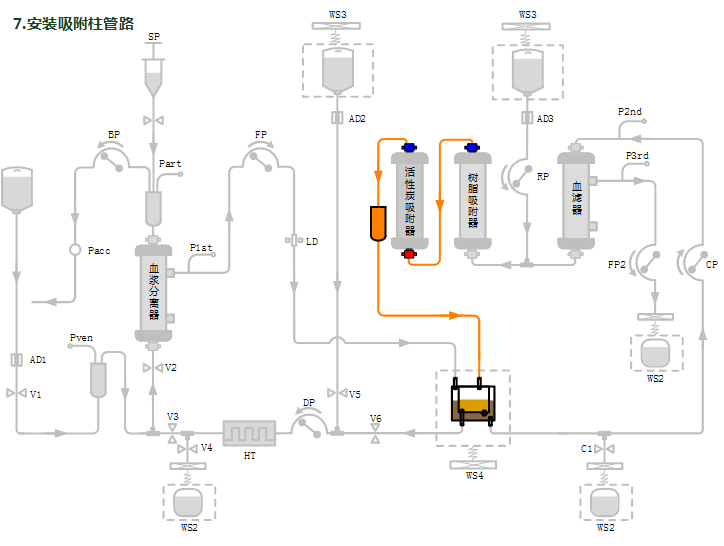 7.安装吸附柱管路
SP
WS3
WS3
AD2
AD3
P2nd
BP
Part
FP
P3rd
RP
活性炭吸附器
树脂吸附器
血滤器
Pacc
P1st
LD
血浆分离器
FP2
CP
AD1
Pven
V2
V1
WS2
V3
DP
V5
V6
V4
HT
C1
WS4
WS2
WS2